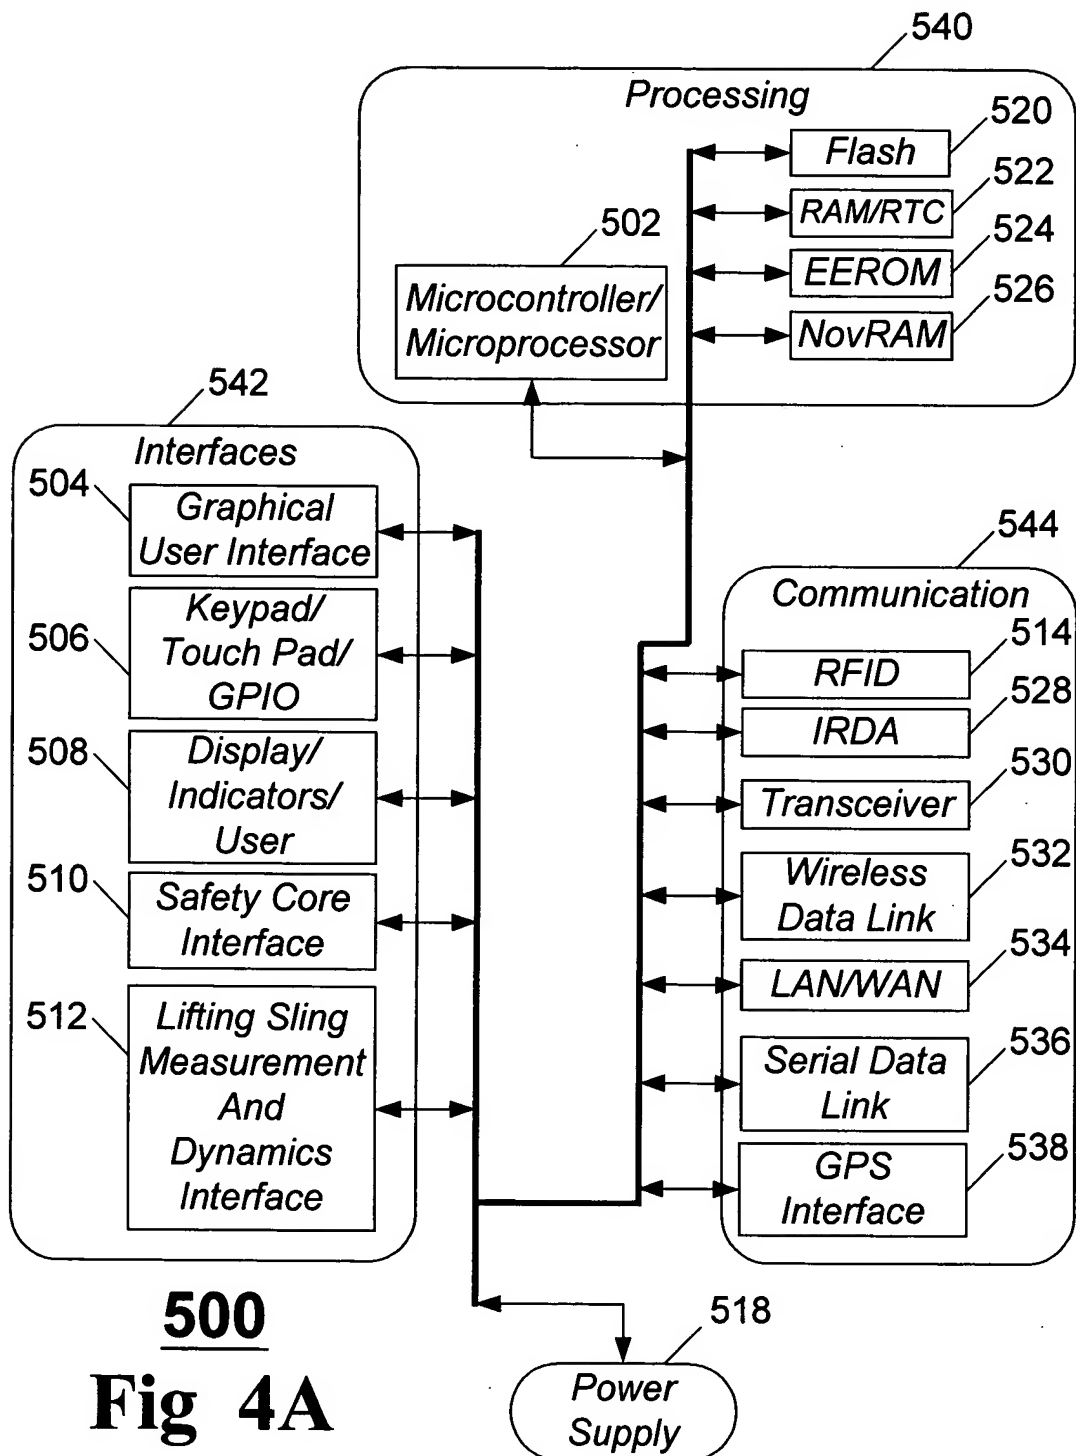 540
Processing
520
Flash
522
RAM/RTC
502
524
EEROM
Microcontroller/
Microprocessor
526
NovRAM
542
Interfaces
504
Graphical
User Interface
506
Keypad/
Touch Pad/
GPIO
508
Display/
Indicators/
User
510
Safety Core
Interface
512
Lifting Sling
Measurement
And
Dynamics
Interface
544
Communication
514
RFID
528
IRDA
530
Transceiver
532
Wireless
Data Link
534
LAN/WAN
536
Serial Data
Link
538
GPS
Interface
500
Fig 4A
518
Power
Supply